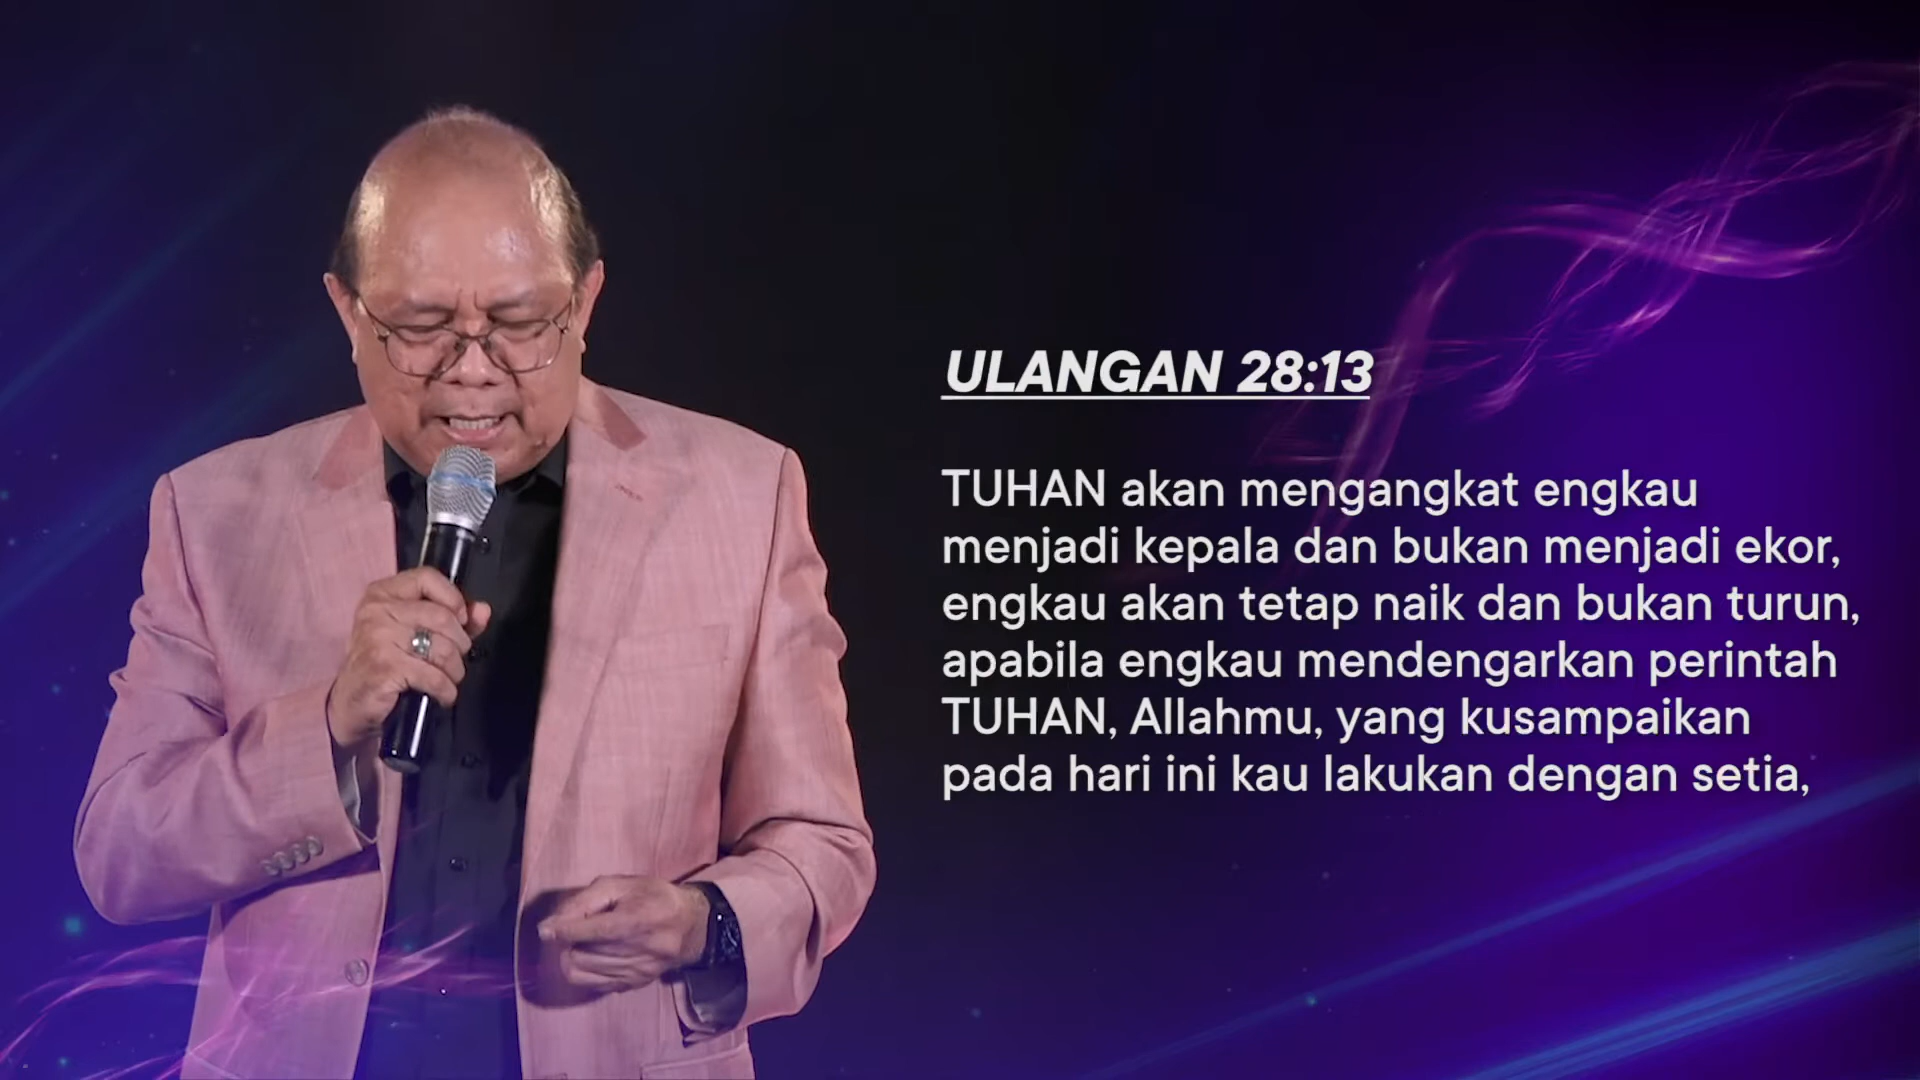 ULANGAN 28:13
TUHAN akan mengangkat engkau
menjadi kepala dan bukan menjadi ekor,
engkau akan tetap naik dan bukan turun,
apabila engkau mendengarkan perintah
TUHAN, Allahmu, yang kusampaikan
pada hari ini kau lakukan dengan setia,